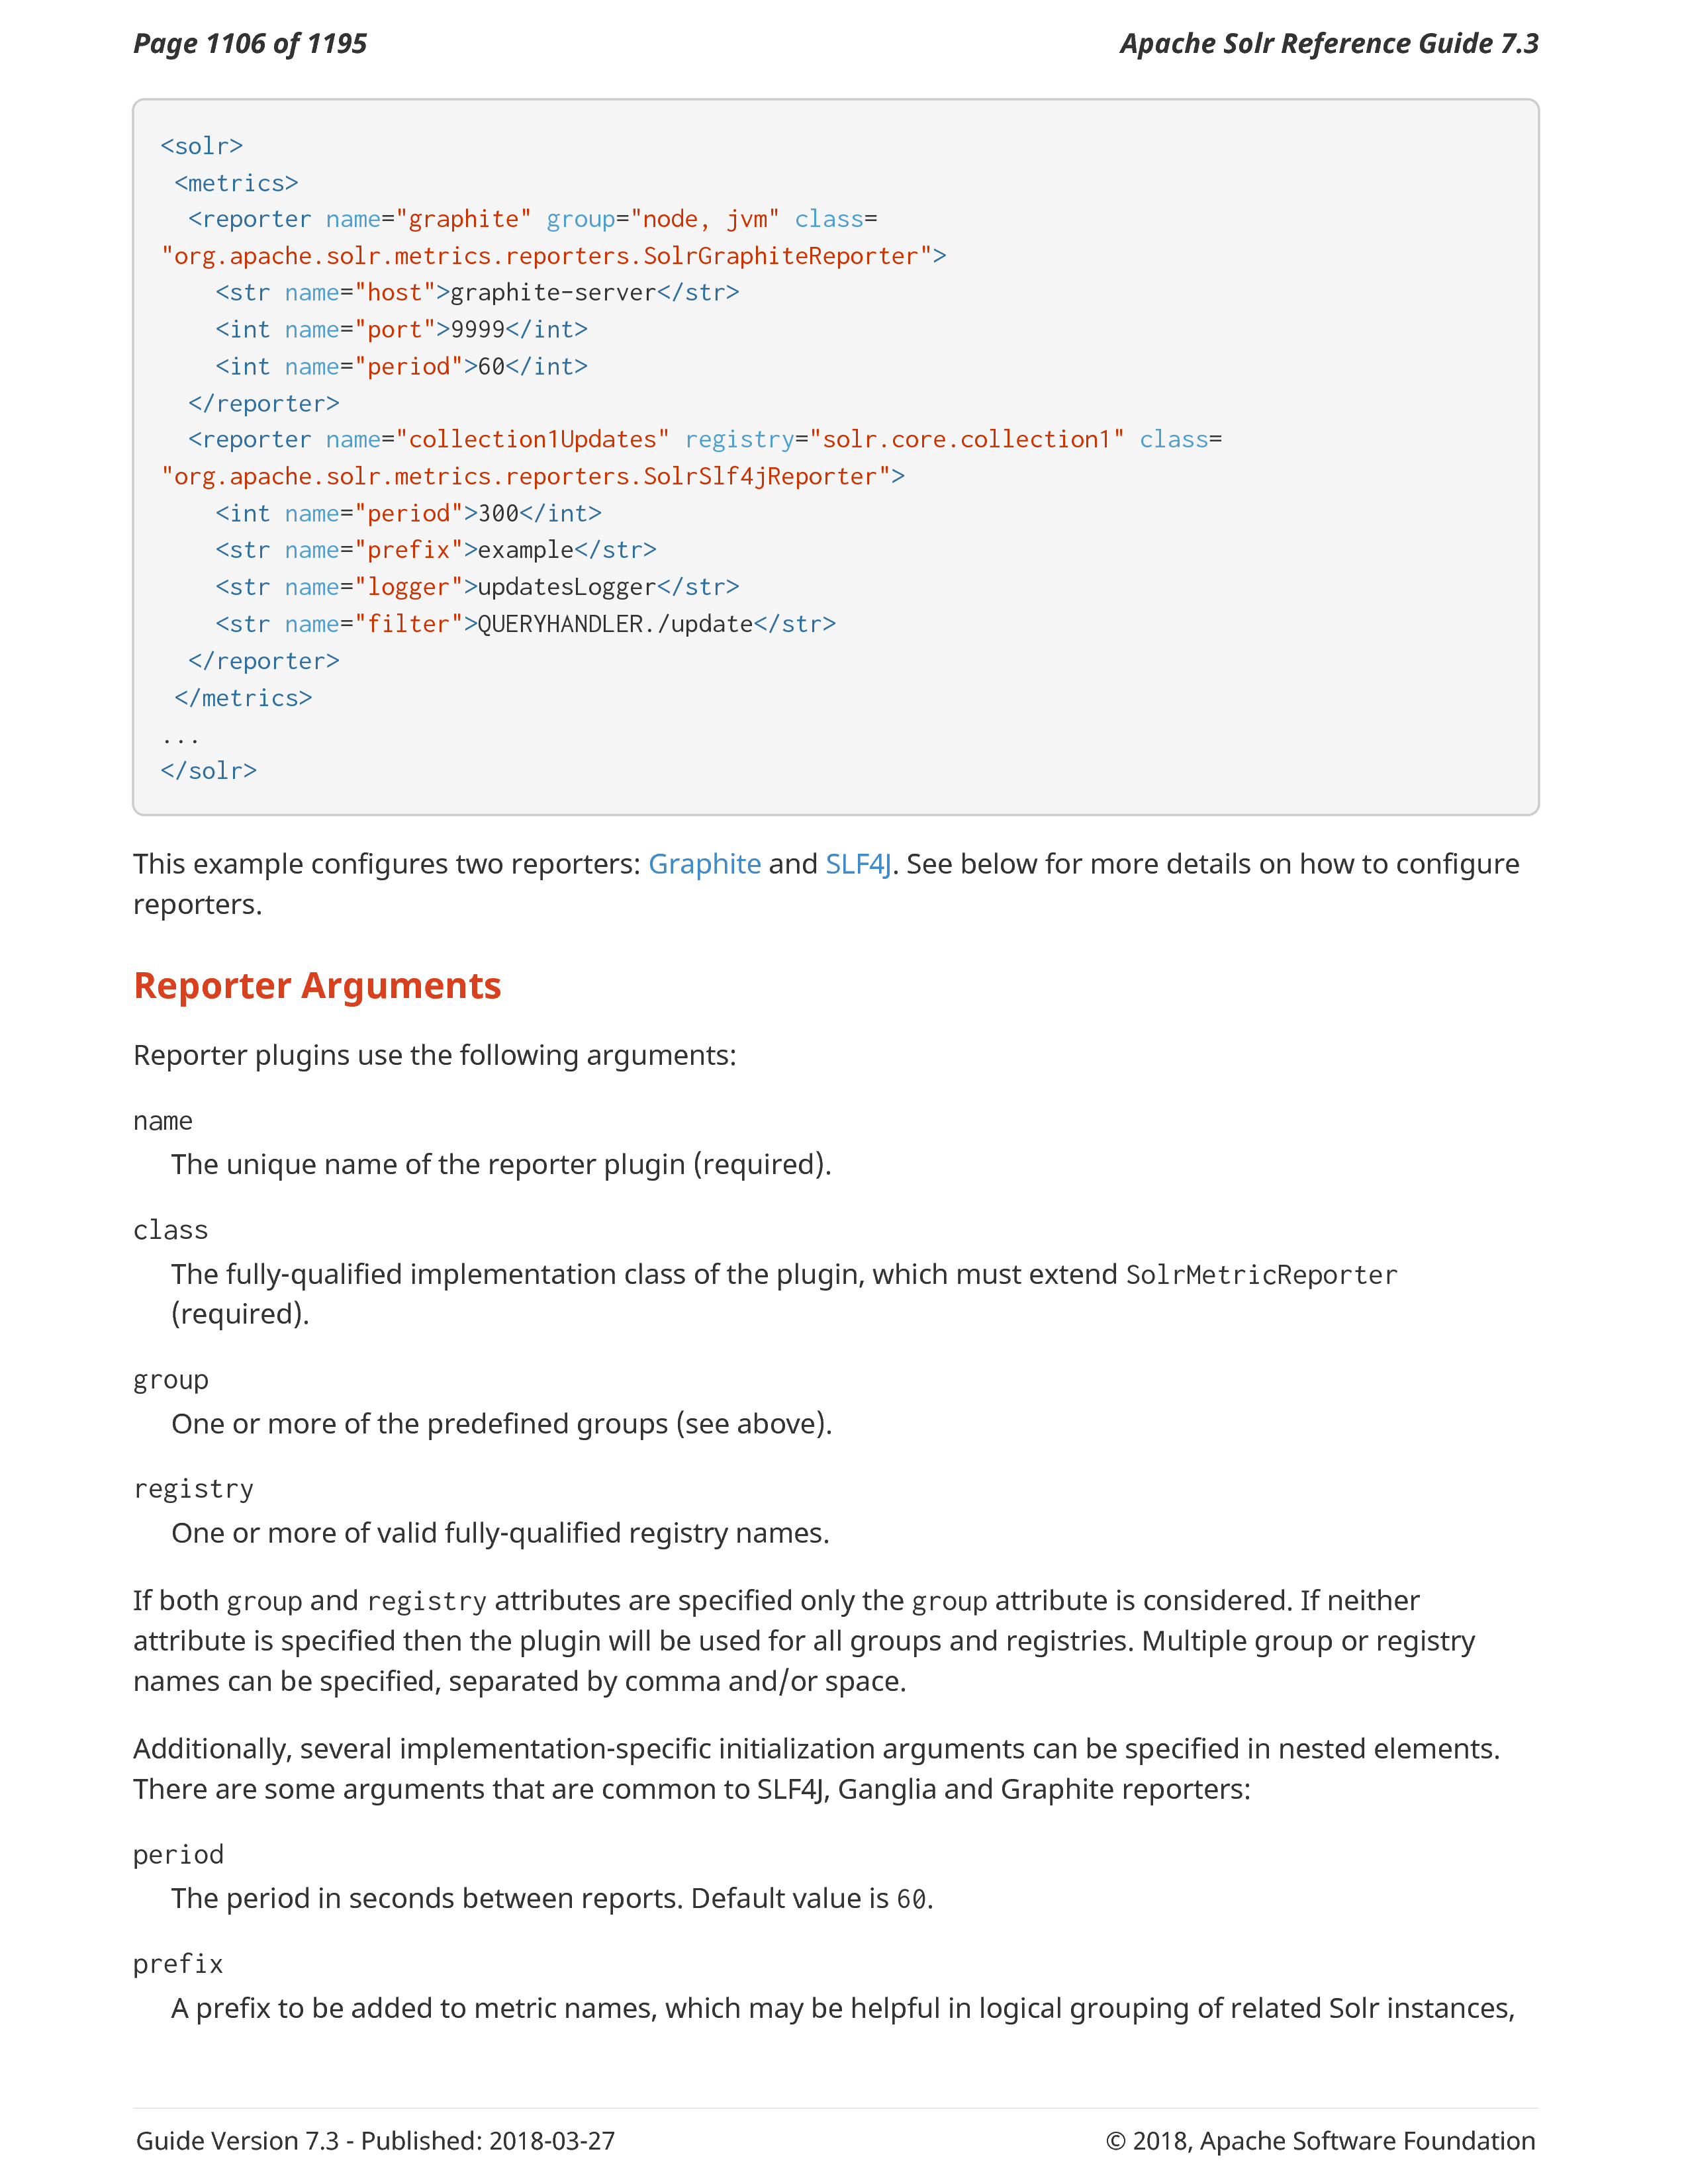 Page 1106 of 1195
Apache Solr Reference Guide 7.3
<solr>
 <metrics>
  <reporter name="graphite" group="node, jvm" class=
"org.apache.solr.metrics.reporters.SolrGraphiteReporter">
    <str name="host">graphite-server</str>
    <int name="port">9999</int>
    <int name="period">60</int>
  </reporter>
  <reporter name="collection1Updates" registry="solr.core.collection1" class=
"org.apache.solr.metrics.reporters.SolrSlf4jReporter">
    <int name="period">300</int>
    <str name="prefix">example</str>
    <str name="logger">updatesLogger</str>
    <str name="filter">QUERYHANDLER./update</str>
  </reporter>
 </metrics>
...
</solr>
This example configures two reporters: Graphite and SLF4J. See below for more details on how to configure
reporters.
Reporter Arguments
Reporter plugins use the following arguments:
name
The unique name of the reporter plugin (required).
class
The fully-qualified implementation class of the plugin, which must extend SolrMetricReporter
(required).
group
One or more of the predefined groups (see above).
registry
One or more of valid fully-qualified registry names.
If both group and registry attributes are specified only the group attribute is considered. If neither
attribute is specified then the plugin will be used for all groups and registries. Multiple group or registry
names can be specified, separated by comma and/or space.
Additionally, several implementation-specific initialization arguments can be specified in nested elements.
There are some arguments that are common to SLF4J, Ganglia and Graphite reporters:
period
The period in seconds between reports. Default value is 60.
prefix
A prefix to be added to metric names, which may be helpful in logical grouping of related Solr instances,
Guide Version 7.3 - Published: 2018-03-27
© 2018, Apache Software Foundation